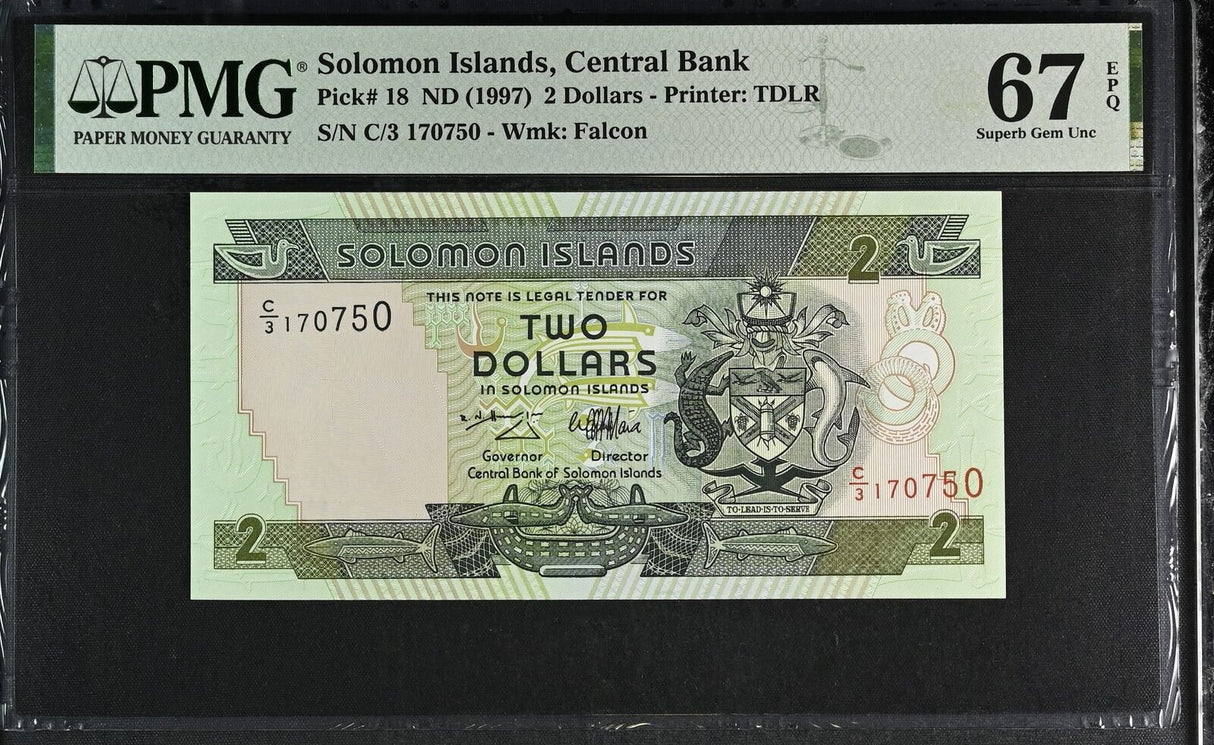 PMG®
PAPER MONEY GUARANTY
Solomon Islands, Central Bank
Pick# 18 ND (1997) 2 Dollars - Printer: TDLR
S/N C/3 170750 - Wmk: Falcon
67
EPQ
Superb Gem Unc
SOLOMON ISLANDS
2
C/3 170750
THIS NOTE IS LEGAL TENDER FOR
TWO
DOLLARS
IN SOLOMON ISLANDS
Governor Director
Central Bank of Solomon Islands
TO-LEAD-IS-TO-SERVE
C/3 170750
2
2